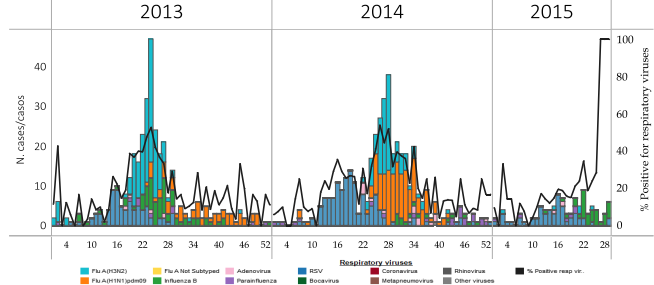 2013 2014 2015
N. cases/casos
40
30
20
10
0
100
80
60
40
20
0
% Positive for respiratory viruses
4 10 16 22 28 34 40 46 52 4 10 16 22 28 34 40 46 52 4 10 16 22 28
Respiratory viruses
Flu A(H3N2) Flu A Not Subtyped Adenovirus RSV Coronavirus Rhinovirus % Positive reap vir..
Flu A(H1N1)pdm09 Influenza B Parainfluenza Bocavirus Metapneumovirus Other viruses